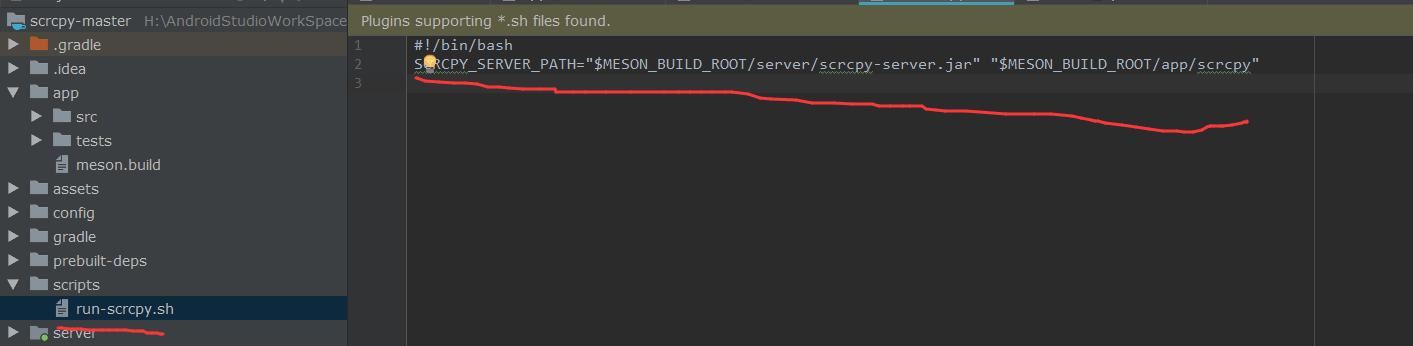 scrcpy-master H:\AndroidStudioWorkSpace
.gradle
.idea
app
src
tests
meson.build
assets
config
gradle
prebuilt-deps
scripts
run-scrcpy.sh
server
Plugins supporting *.sh files found.
1 #!/bin/bash
2 SCRCPY_SERVER_PATH="$MESON_BUILD_ROOT/server/scrcpy-server.jar" "$MESON_BUILD_ROOT/app/scrcpy"
3